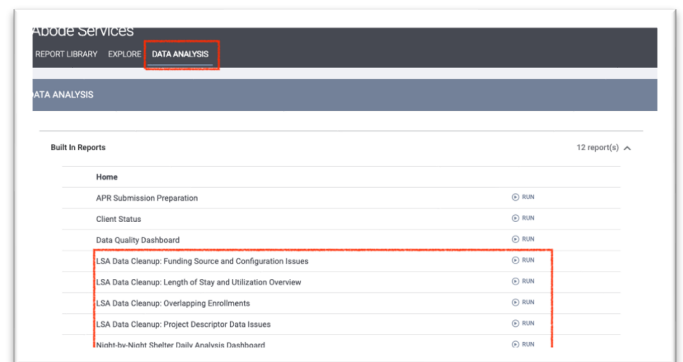 Abode Services
REPORT LIBRARY EXPLORE DATA ANALYSIS
DATA ANALYSIS
Built In Reports 12 report(s)
Home
APR Submission Preparation RUN
Client Status RUN
Data Quality Dashboard RUN
LSA Data Cleanup: Funding Source and Configuration Issues RUN
LSA Data Cleanup: Length of Stay and Utilization Overview RUN
LSA Data Cleanup: Overlapping Enrollments RUN
LSA Data Cleanup: Project Descriptor Data Issues RUN
Night-by-Night Shelter Daily Analysis Dashboard RUN